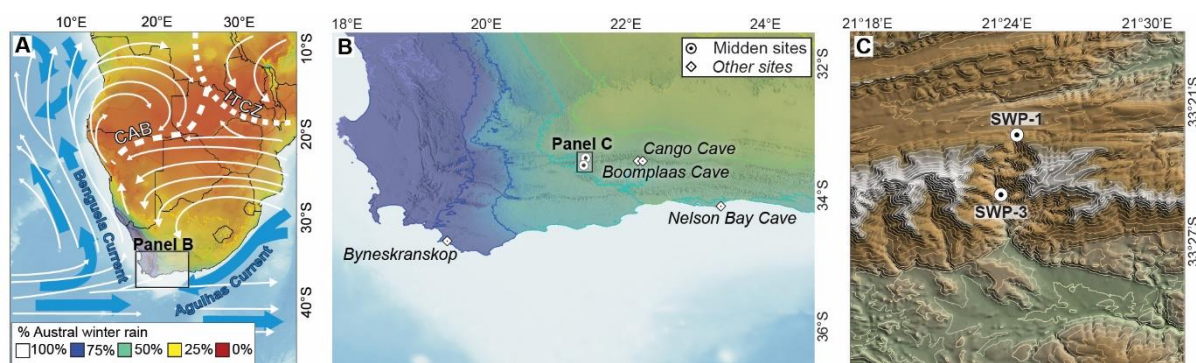 10°E 20°E 30°E
A
10°S
ITCZ
CAB
20°S
Benguela Current
30°S
Panel B
Agulhas Current
40°S
% Austral winter rain
100% 75% 50% 25% 0%
18°E 20°E 22°E 24°E
B
Midden sites
Other sites
32°S
Panel C
Cango Cave
Boomplaas Cave
34°S
Nelson Bay Cave
Byneskranskop
36°S
21°18' 21°24'E 21°30'E
C
33°21'S
SWP-1
SWP-3
33°27'S